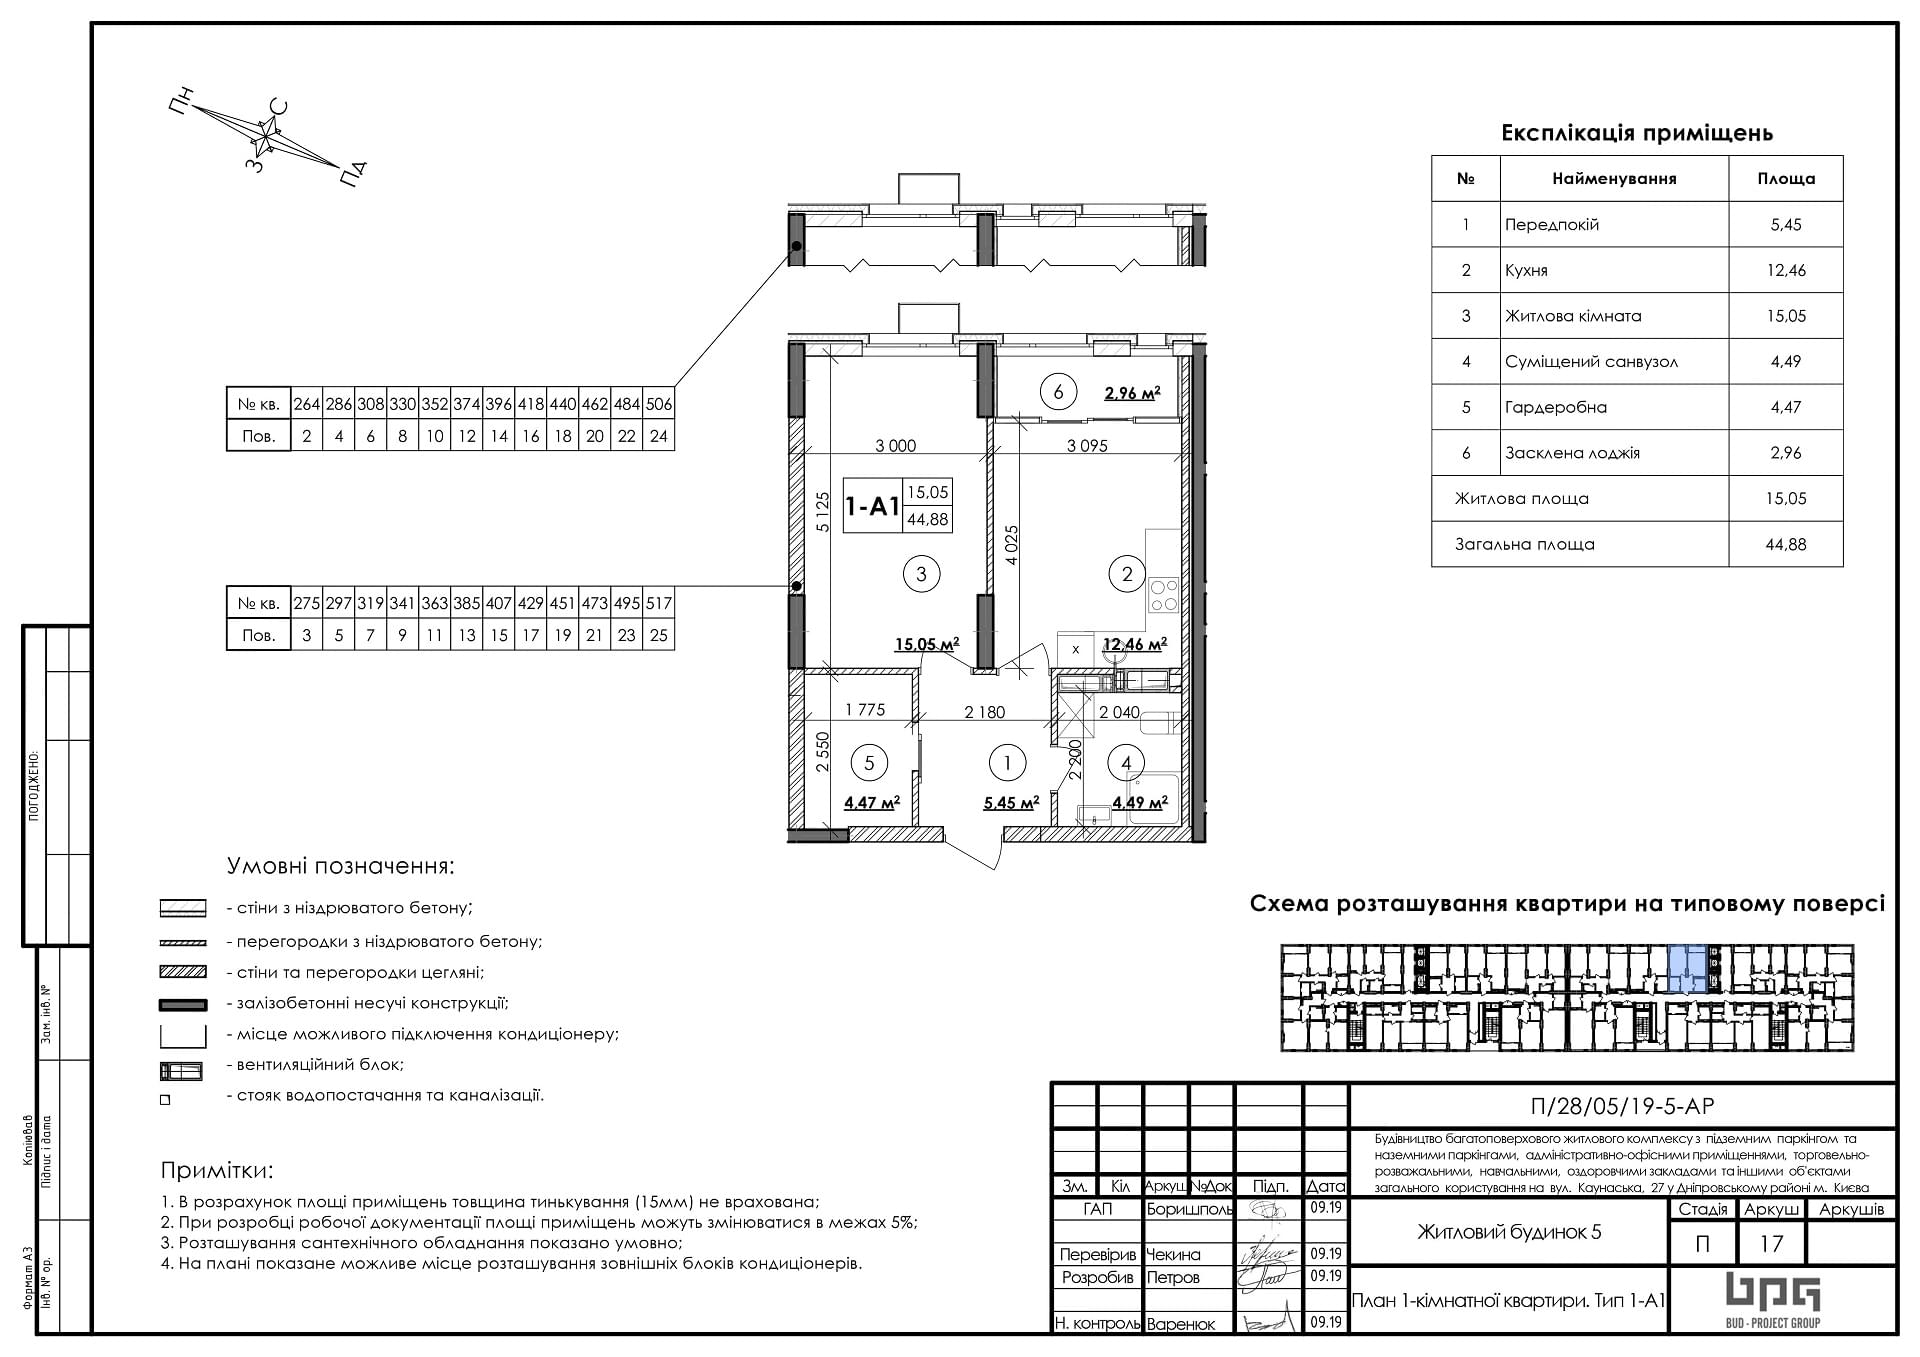 Пн
С
З
Пд
Експлікація приміщень
№ Найменування Площа
1 Передпокій 5,45
2 Кухня 12,46
3 Житлова кімната 15,05
4 Суміщений санвузол 4,49
5 Гардеробна 4,47
6 Засклена лоджія 2,96
Житлова площа 15,05
Загальна площа 44,88
№ кв. 264 286 308 330 352 374 396 418 440 462 484 506
Пов. 2 4 6 8 10 12 14 16 18 20 22 24
№ кв. 275 297 319 341 363 385 407 429 451 473 495 517
Пов. 3 5 7 9 11 13 15 17 19 21 23 25
6 2,96 м²
3 000 3 095
1-А1 15,05
44,88
5 125
4 025
3 2
15,05 м² 12,46 м²
х
1 775 2 180 2 040
2 550
2 200
5 1 4
4,47 м² 5,45 м² 4,49 м²
Умовні позначення:
- стіни з ніздрюватого бетону;
- перегородки з ніздрюватого бетону;
- стіни та перегородки цегляні;
- залізобетонні несучі конструкції;
- місце можливого підключення кондиціонеру;
- вентиляційний блок;
- стояк водопостачання та каналізації.
Примітки:
1. В розрахунок площі приміщень товщина тинькування (15мм) не врахована;
2. При розробці робочої документації площі приміщень можуть змінюватися в межах 5%;
3. Розташування сантехнічного обладнання показано умовно;
4. На плані показане можливе місце розташування зовнішніх блоків кондиціонерів.
Схема розташування квартири на типовому поверсі
П/28/05/19-5-АР
Будівництво багатоповерхового житлового комплексу з підземним паркінгом та
наземними паркінгами, адміністративно-офісними приміщеннями, торговельно-
розважальними, навчальними, оздоровчими закладами та іншими об'єктами
загального користування на вул. Каунаська, 27 у Дніпровському районі м. Києва
Зм. Кіл Аркуш №Док Підп. Дата
ГАП Боришполь 09.19
Перевірив Чекина 09.19
Розробив Петров 09.19
Н. контроль Варенюк 09.19
Житловий будинок 5
Стадія Аркуш Аркушів
П 17
План 1-кімнатної квартири. Тип 1-А1
bpg
BUD - PROJECT GROUP
ПОГОДЖЕНО:
Зам. інв. №
Підпис і дата
Інв. № ор.
Копіював
Формат А3